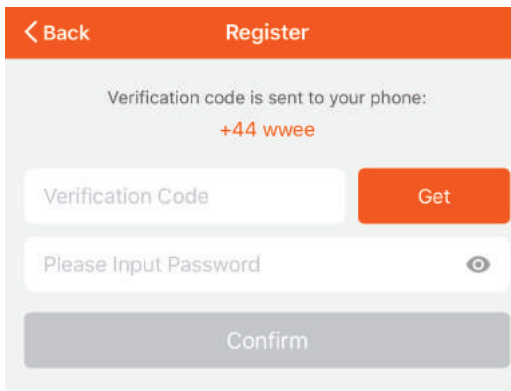 Back
Register
Verification code is sent to your phone:
+44 wwee
Verification Code
Get
Please Input Password
Confirm